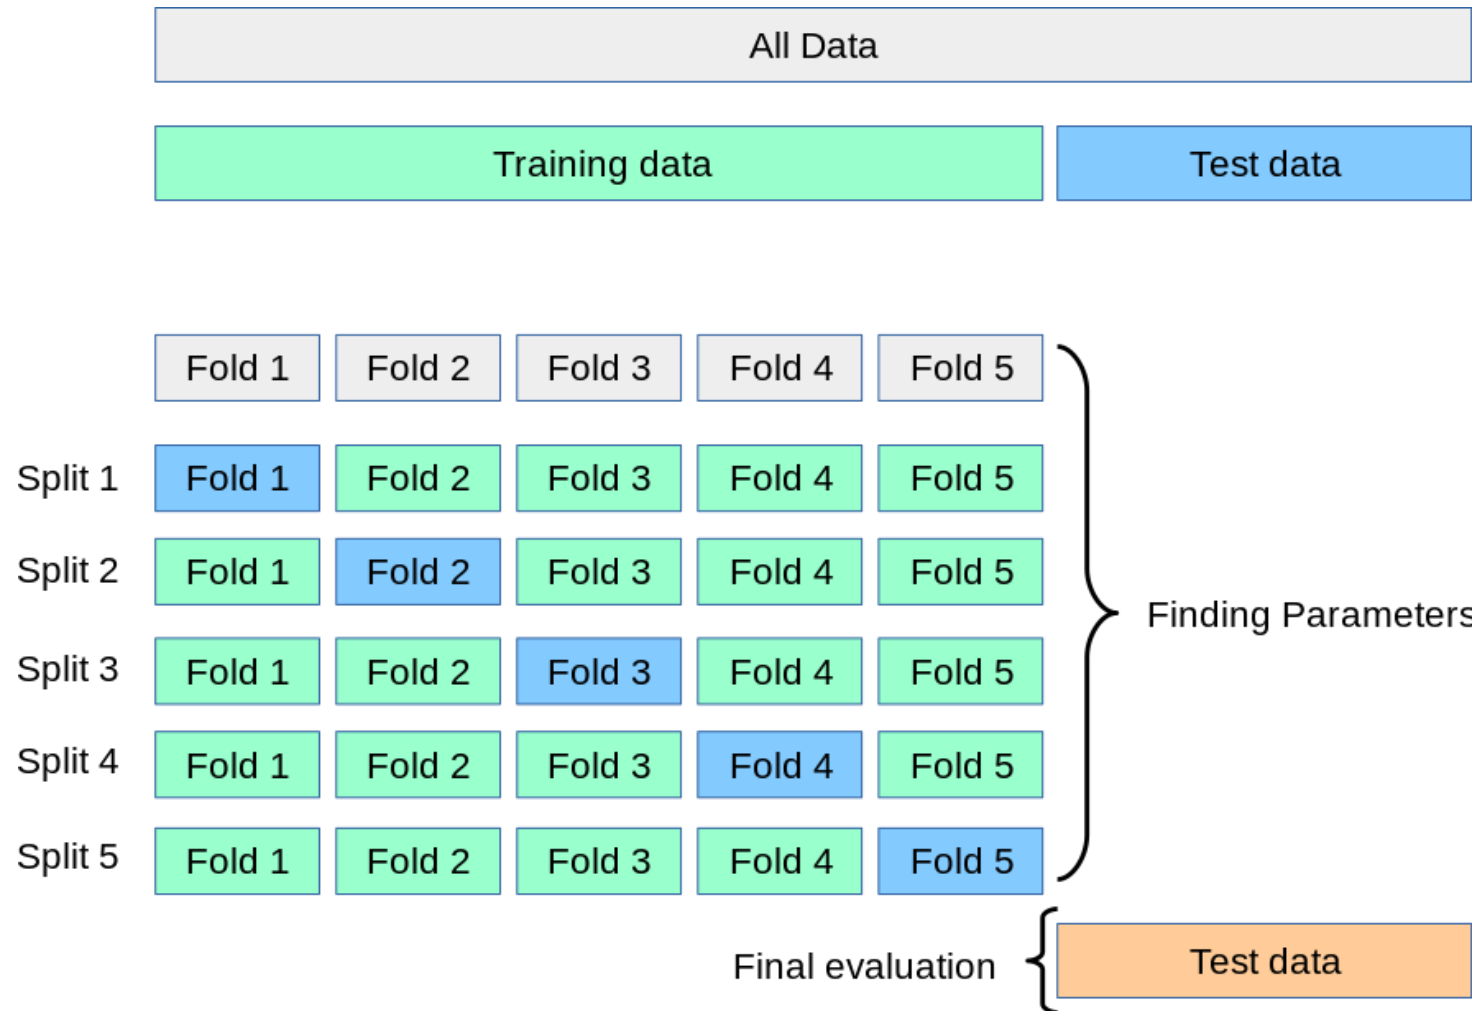 All Data
Training data Test data
Fold 1 Fold 2 Fold 3 Fold 4 Fold 5
Split 1 Fold 1 Fold 2 Fold 3 Fold 4 Fold 5
Split 2 Fold 1 Fold 2 Fold 3 Fold 4 Fold 5
Split 3 Fold 1 Fold 2 Fold 3 Fold 4 Fold 5
Split 4 Fold 1 Fold 2 Fold 3 Fold 4 Fold 5
Split 5 Fold 1 Fold 2 Fold 3 Fold 4 Fold 5
Finding Parameters
Final evaluation Test data